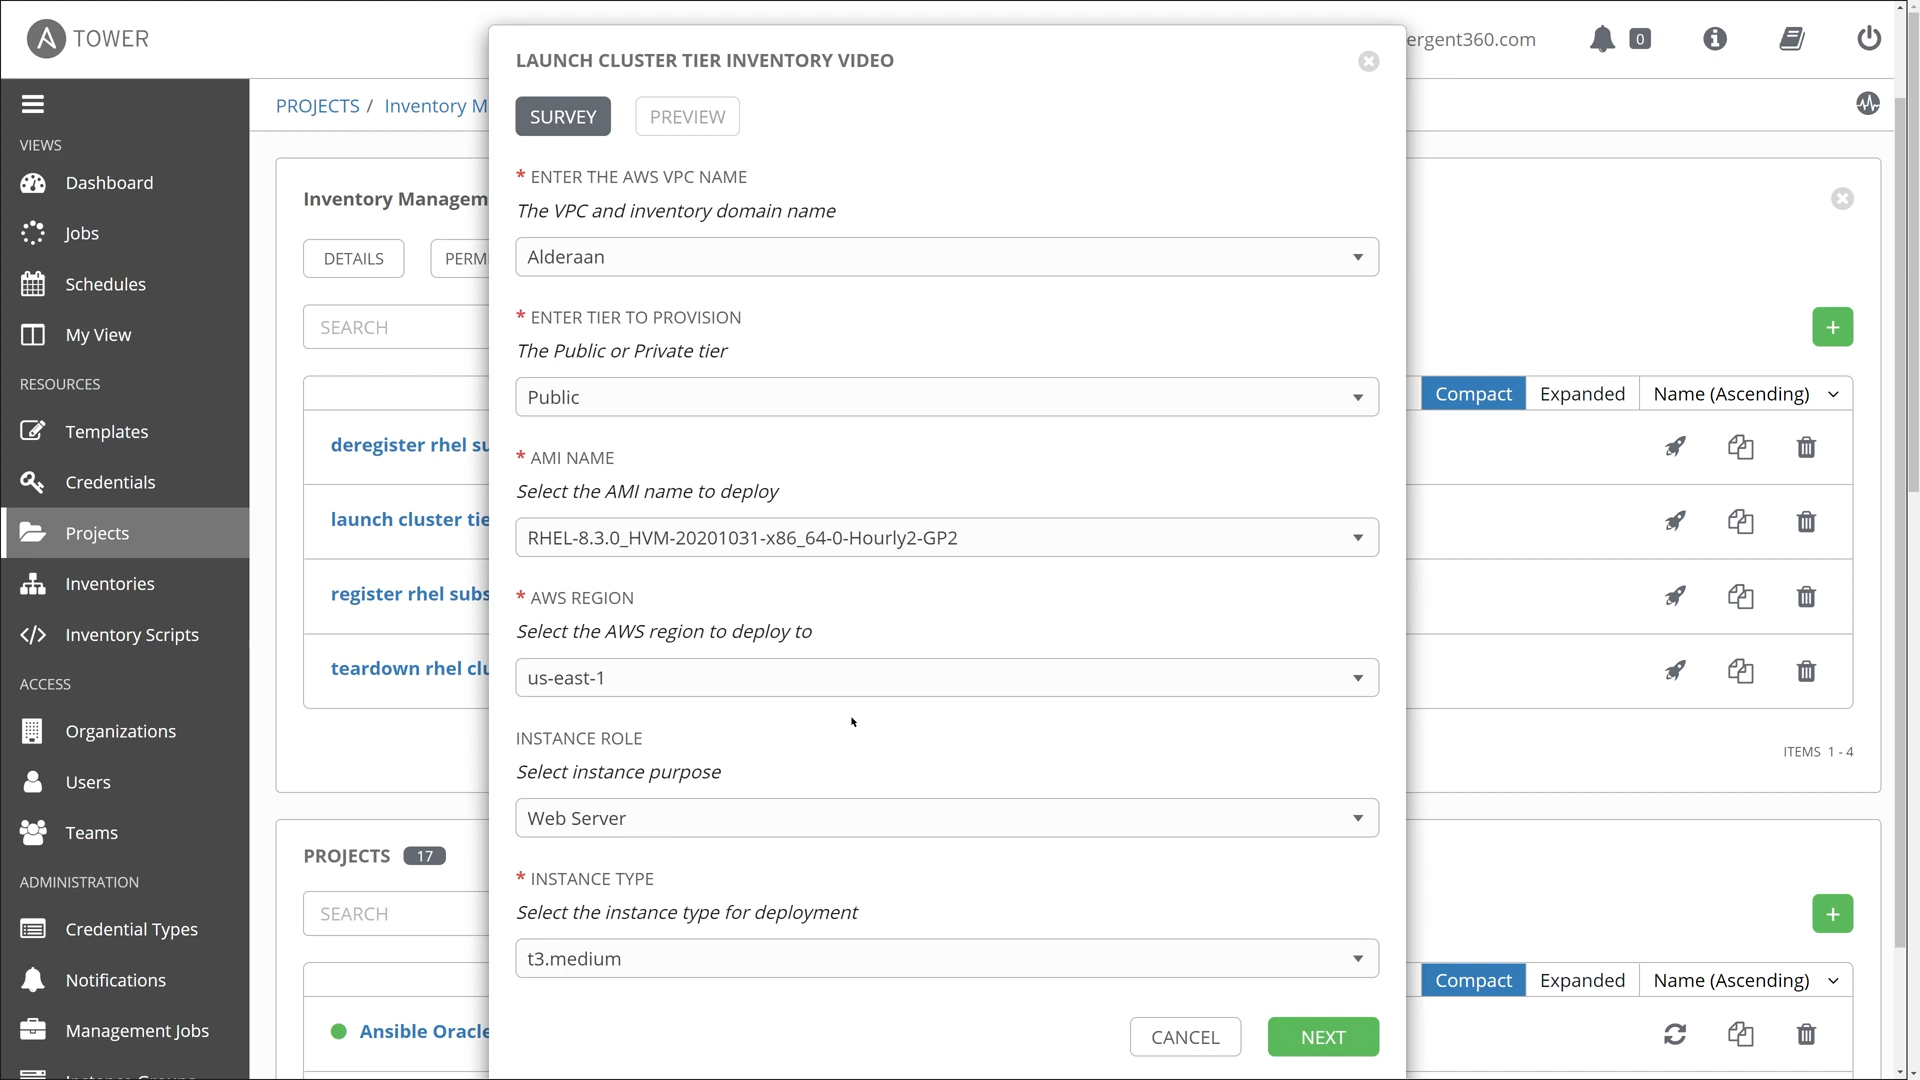 TOWER
ergent360.com
0
VIEWS
Dashboard
Jobs
Schedules
My View
RESOURCES
Templates
Credentials
Projects
Inventories
Inventory Scripts
ACCESS
Organizations
Users
Teams
ADMINISTRATION
Credential Types
Notifications
Management Jobs
PROJECTS / Inventory M
Inventory Managem
DETAILS
PERM
SEARCH
Compact
Expanded
Name (Ascending)
deregister rhel su
launch cluster tie
register rhel subs
teardown rhel clu
ITEMS 1 - 4
PROJECTS 17
SEARCH
Compact
Expanded
Name (Ascending)
Ansible Oracle
LAUNCH CLUSTER TIER INVENTORY VIDEO
SURVEY
PREVIEW
* ENTER THE AWS VPC NAME
The VPC and inventory domain name
Alderaan
* ENTER TIER TO PROVISION
The Public or Private tier
Public
* AMI NAME
Select the AMI name to deploy
RHEL-8.3.0_HVM-20201031-x86_64-0-Hourly2-GP2
* AWS REGION
Select the AWS region to deploy to
us-east-1
INSTANCE ROLE
Select instance purpose
Web Server
* INSTANCE TYPE
Select the instance type for deployment
t3.medium
CANCEL
NEXT